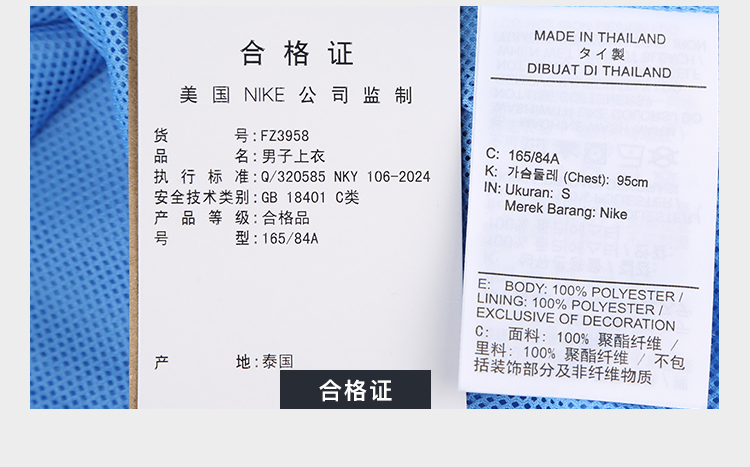 合格证
美国 NIKE 公司监制
货号:FZ3958
品名:男子上衣
执行标准:Q/320585 NKY 106-2024
安全技术类别:GB 18401 C类
产品等级:合格品
号型:165/84A
产地:泰国
合格证
MADE IN THAILAND
タイ製
DIBUAT DI THAILAND
C: 165/84A
K: 가슴둘레 (Chest): 95cm
IN: Ukuran: S
Merek Barang: Nike
E: BODY: 100% POLYESTER /
LINING: 100% POLYESTER /
EXCLUSIVE OF DECORATION
C: 面料: 100% 聚酯纤维 /
里料: 100% 聚酯纤维 / 不包
括装饰部分及非纤维物质